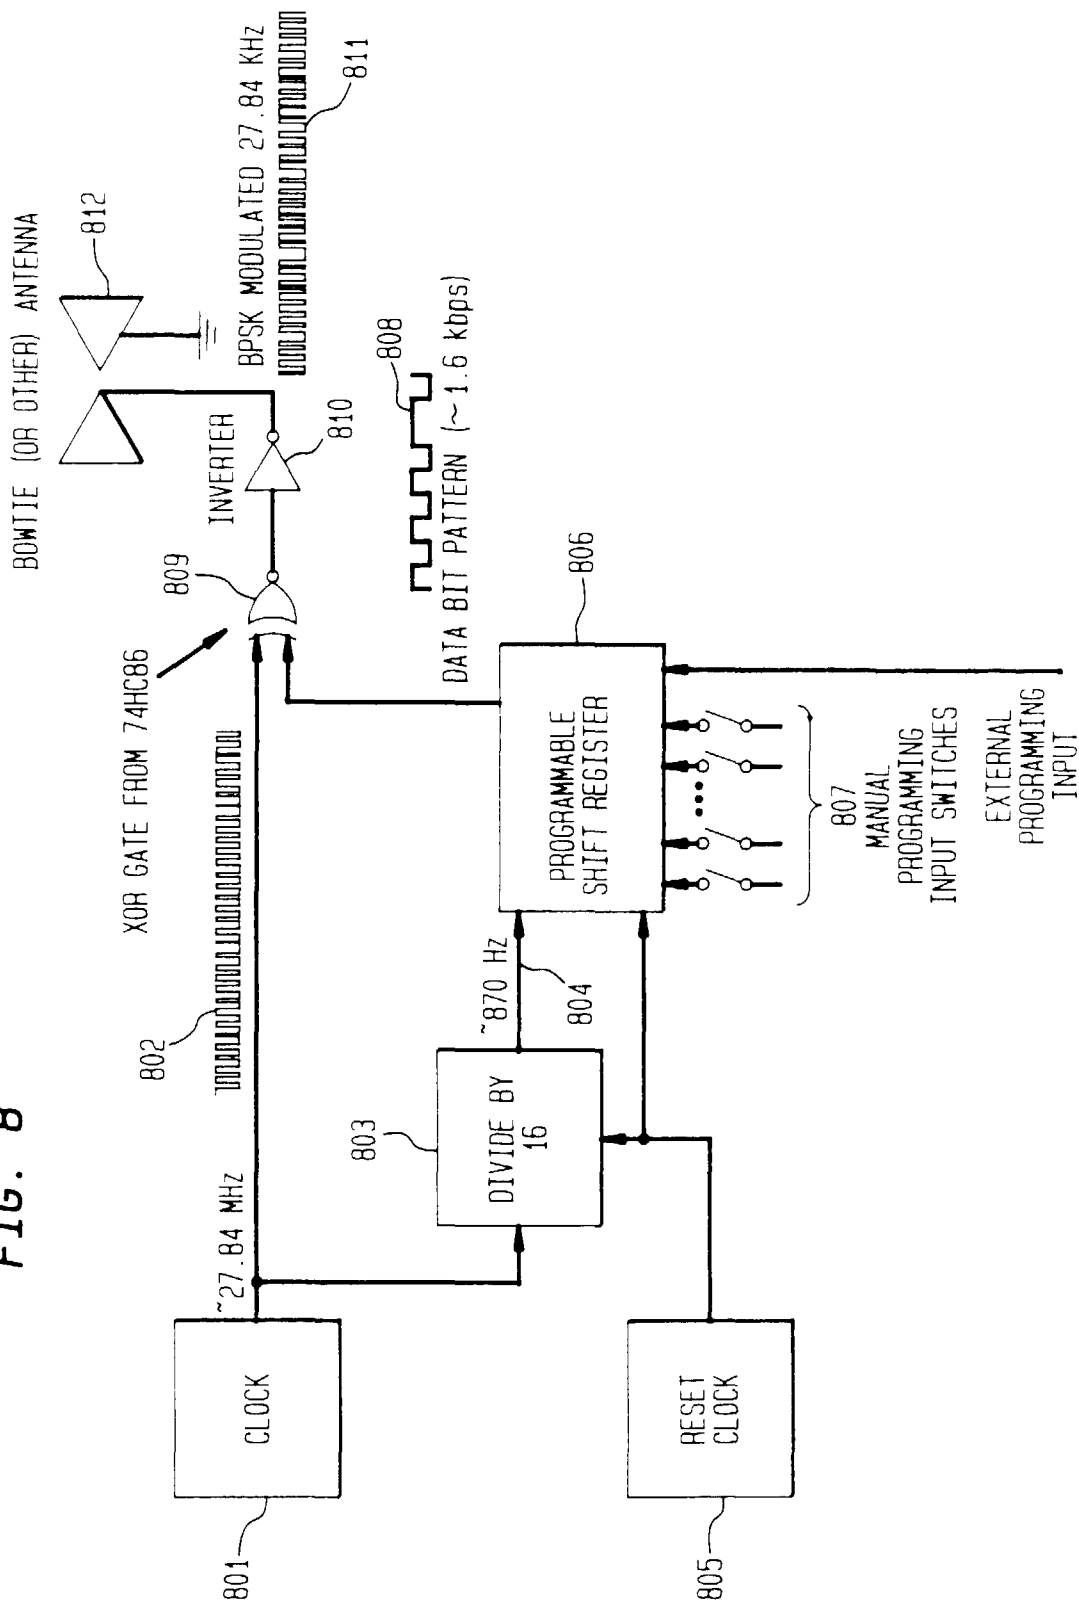 FIG. 8
BOWTIE (OR OTHER) ANTENNA
812
BPSK MODULATED 27.84 KHz
811
INVERTER
810
809
XOR GATE FROM 74HC86
802
~27.84 MHz
CLOCK
801
DATA BIT PATTERN (~1.6 kbps)
808
DIVIDE BY
16
803
~870 Hz
804
PROGRAMMABLE
SHIFT REGISTER
806
RESET
CLOCK
805
807
MANUAL
PROGRAMMING
INPUT SWITCHES
EXTERNAL
PROGRAMMING
INPUT